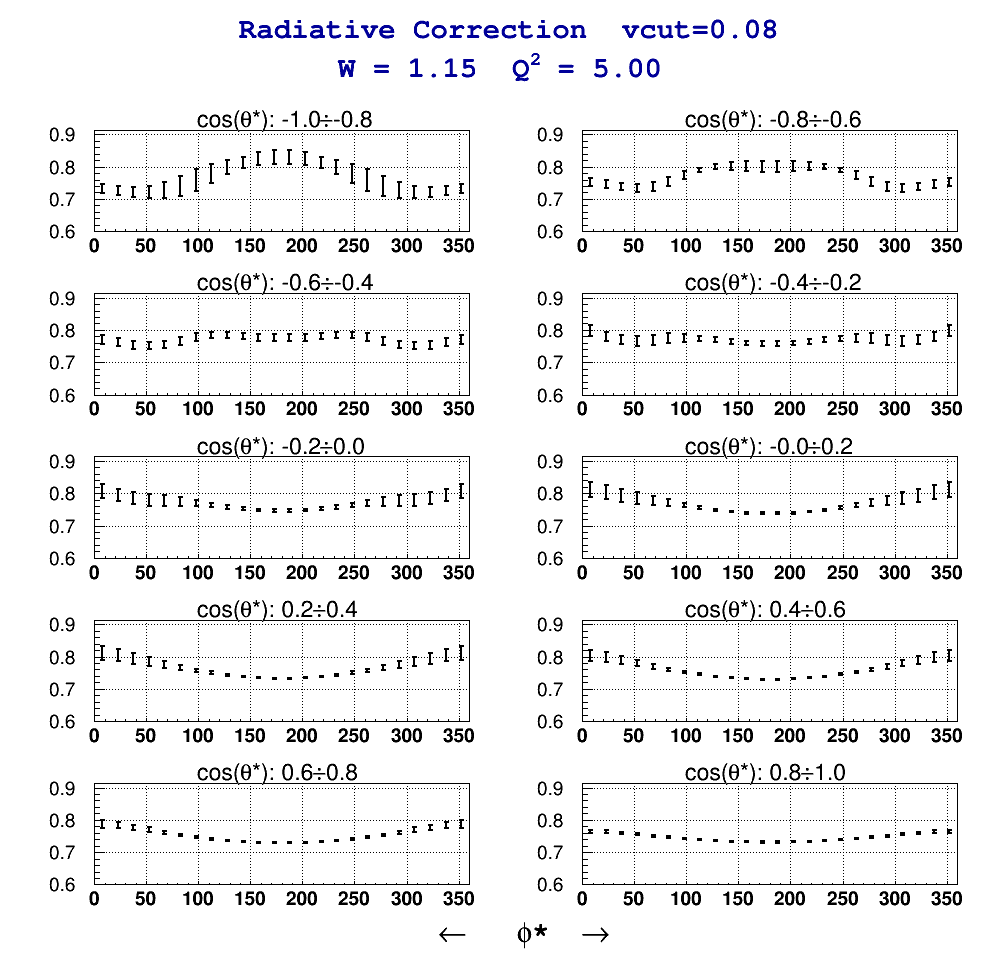 Radiative Correction vcut=0.08
W = 1.15 Q² = 5.00
cos(θ*): -1.0÷-0.8
0.9
0.8
0.7
0.6
0 50 100 150 200 250 300 350
cos(θ*): -0.8÷-0.6
0.9
0.8
0.7
0.6
0 50 100 150 200 250 300 350
cos(θ*): -0.6÷-0.4
0.9
0.8
0.7
0.6
0 50 100 150 200 250 300 350
cos(θ*): -0.4÷-0.2
0.9
0.8
0.7
0.6
0 50 100 150 200 250 300 350
cos(θ*): -0.2÷0.0
0.9
0.8
0.7
0.6
0 50 100 150 200 250 300 350
cos(θ*): -0.0÷0.2
0.9
0.8
0.7
0.6
0 50 100 150 200 250 300 350
cos(θ*): 0.2÷0.4
0.9
0.8
0.7
0.6
0 50 100 150 200 250 300 350
cos(θ*): 0.4÷0.6
0.9
0.8
0.7
0.6
0 50 100 150 200 250 300 350
cos(θ*): 0.6÷0.8
0.9
0.8
0.7
0.6
0 50 100 150 200 250 300 350
cos(θ*): 0.8÷1.0
0.9
0.8
0.7
0.6
0 50 100 150 200 250 300 350
← ϕ* →